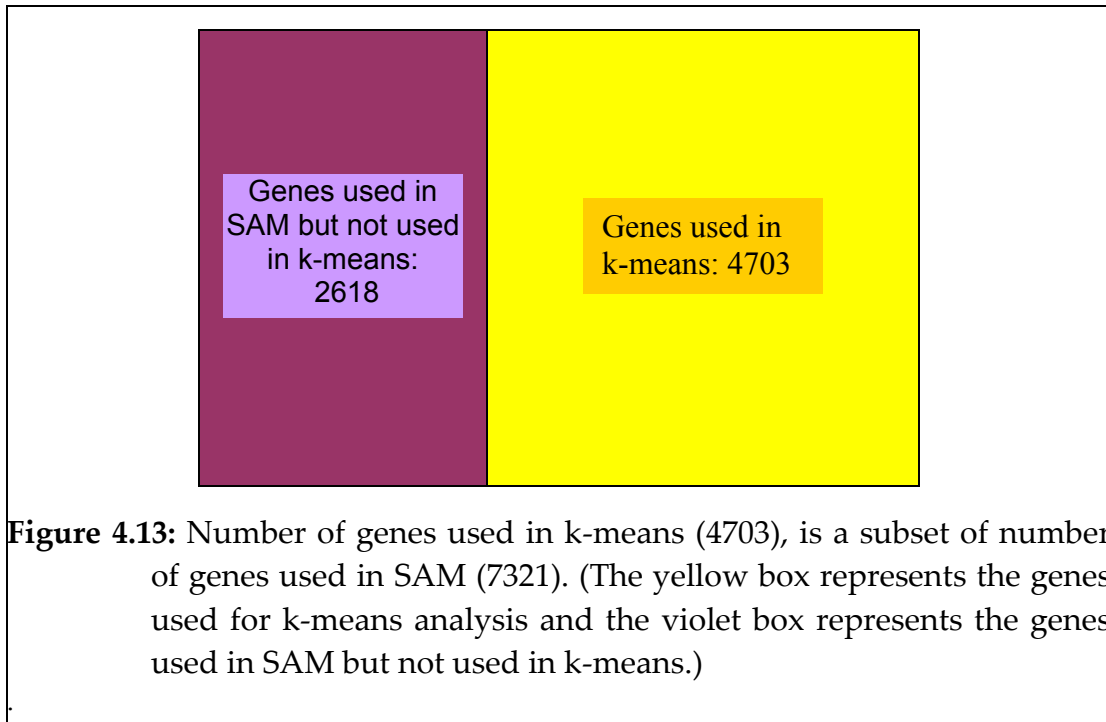 Genes used in
SAM but not used
in k-means:
2618
Genes used in
k-means: 4703
Figure 4.13: Number of genes used in k-means (4703), is a subset of number
of genes used in SAM (7321). (The yellow box represents the genes
used for k-means analysis and the violet box represents the genes
used in SAM but not used in k-means.)
.